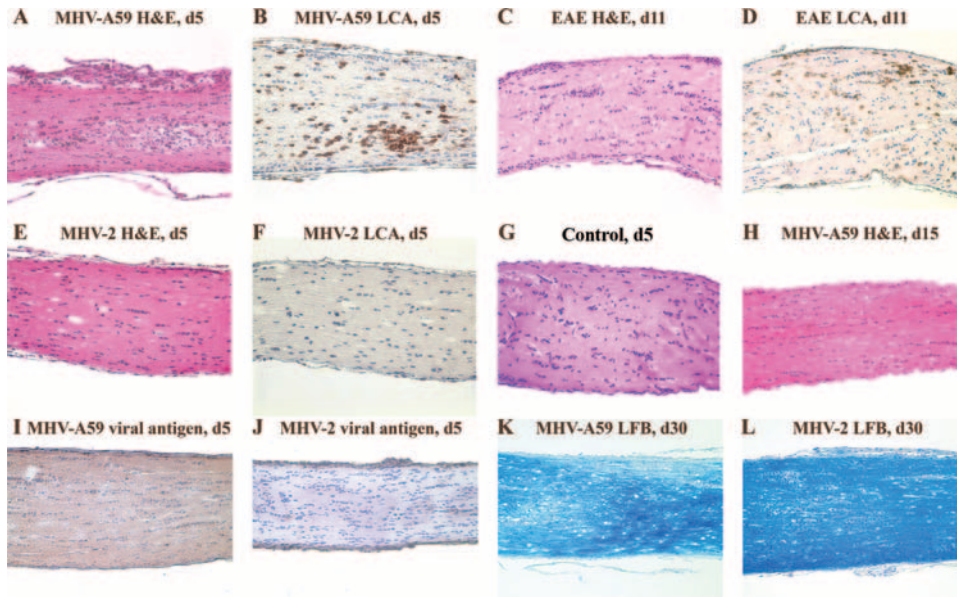 A MHV-A59 H&E, d5
B MHV-A59 LCA, d5
C EAE H&E, d11
D EAE LCA, d11
E MHV-2 H&E, d5
F MHV-2 LCA, d5
G Control, d5
H MHV-A59 H&E, d15
I MHV-A59 viral antigen, d5
J MHV-2 viral antigen, d5
K MHV-A59 LFB, d30
L MHV-2 LFB, d30